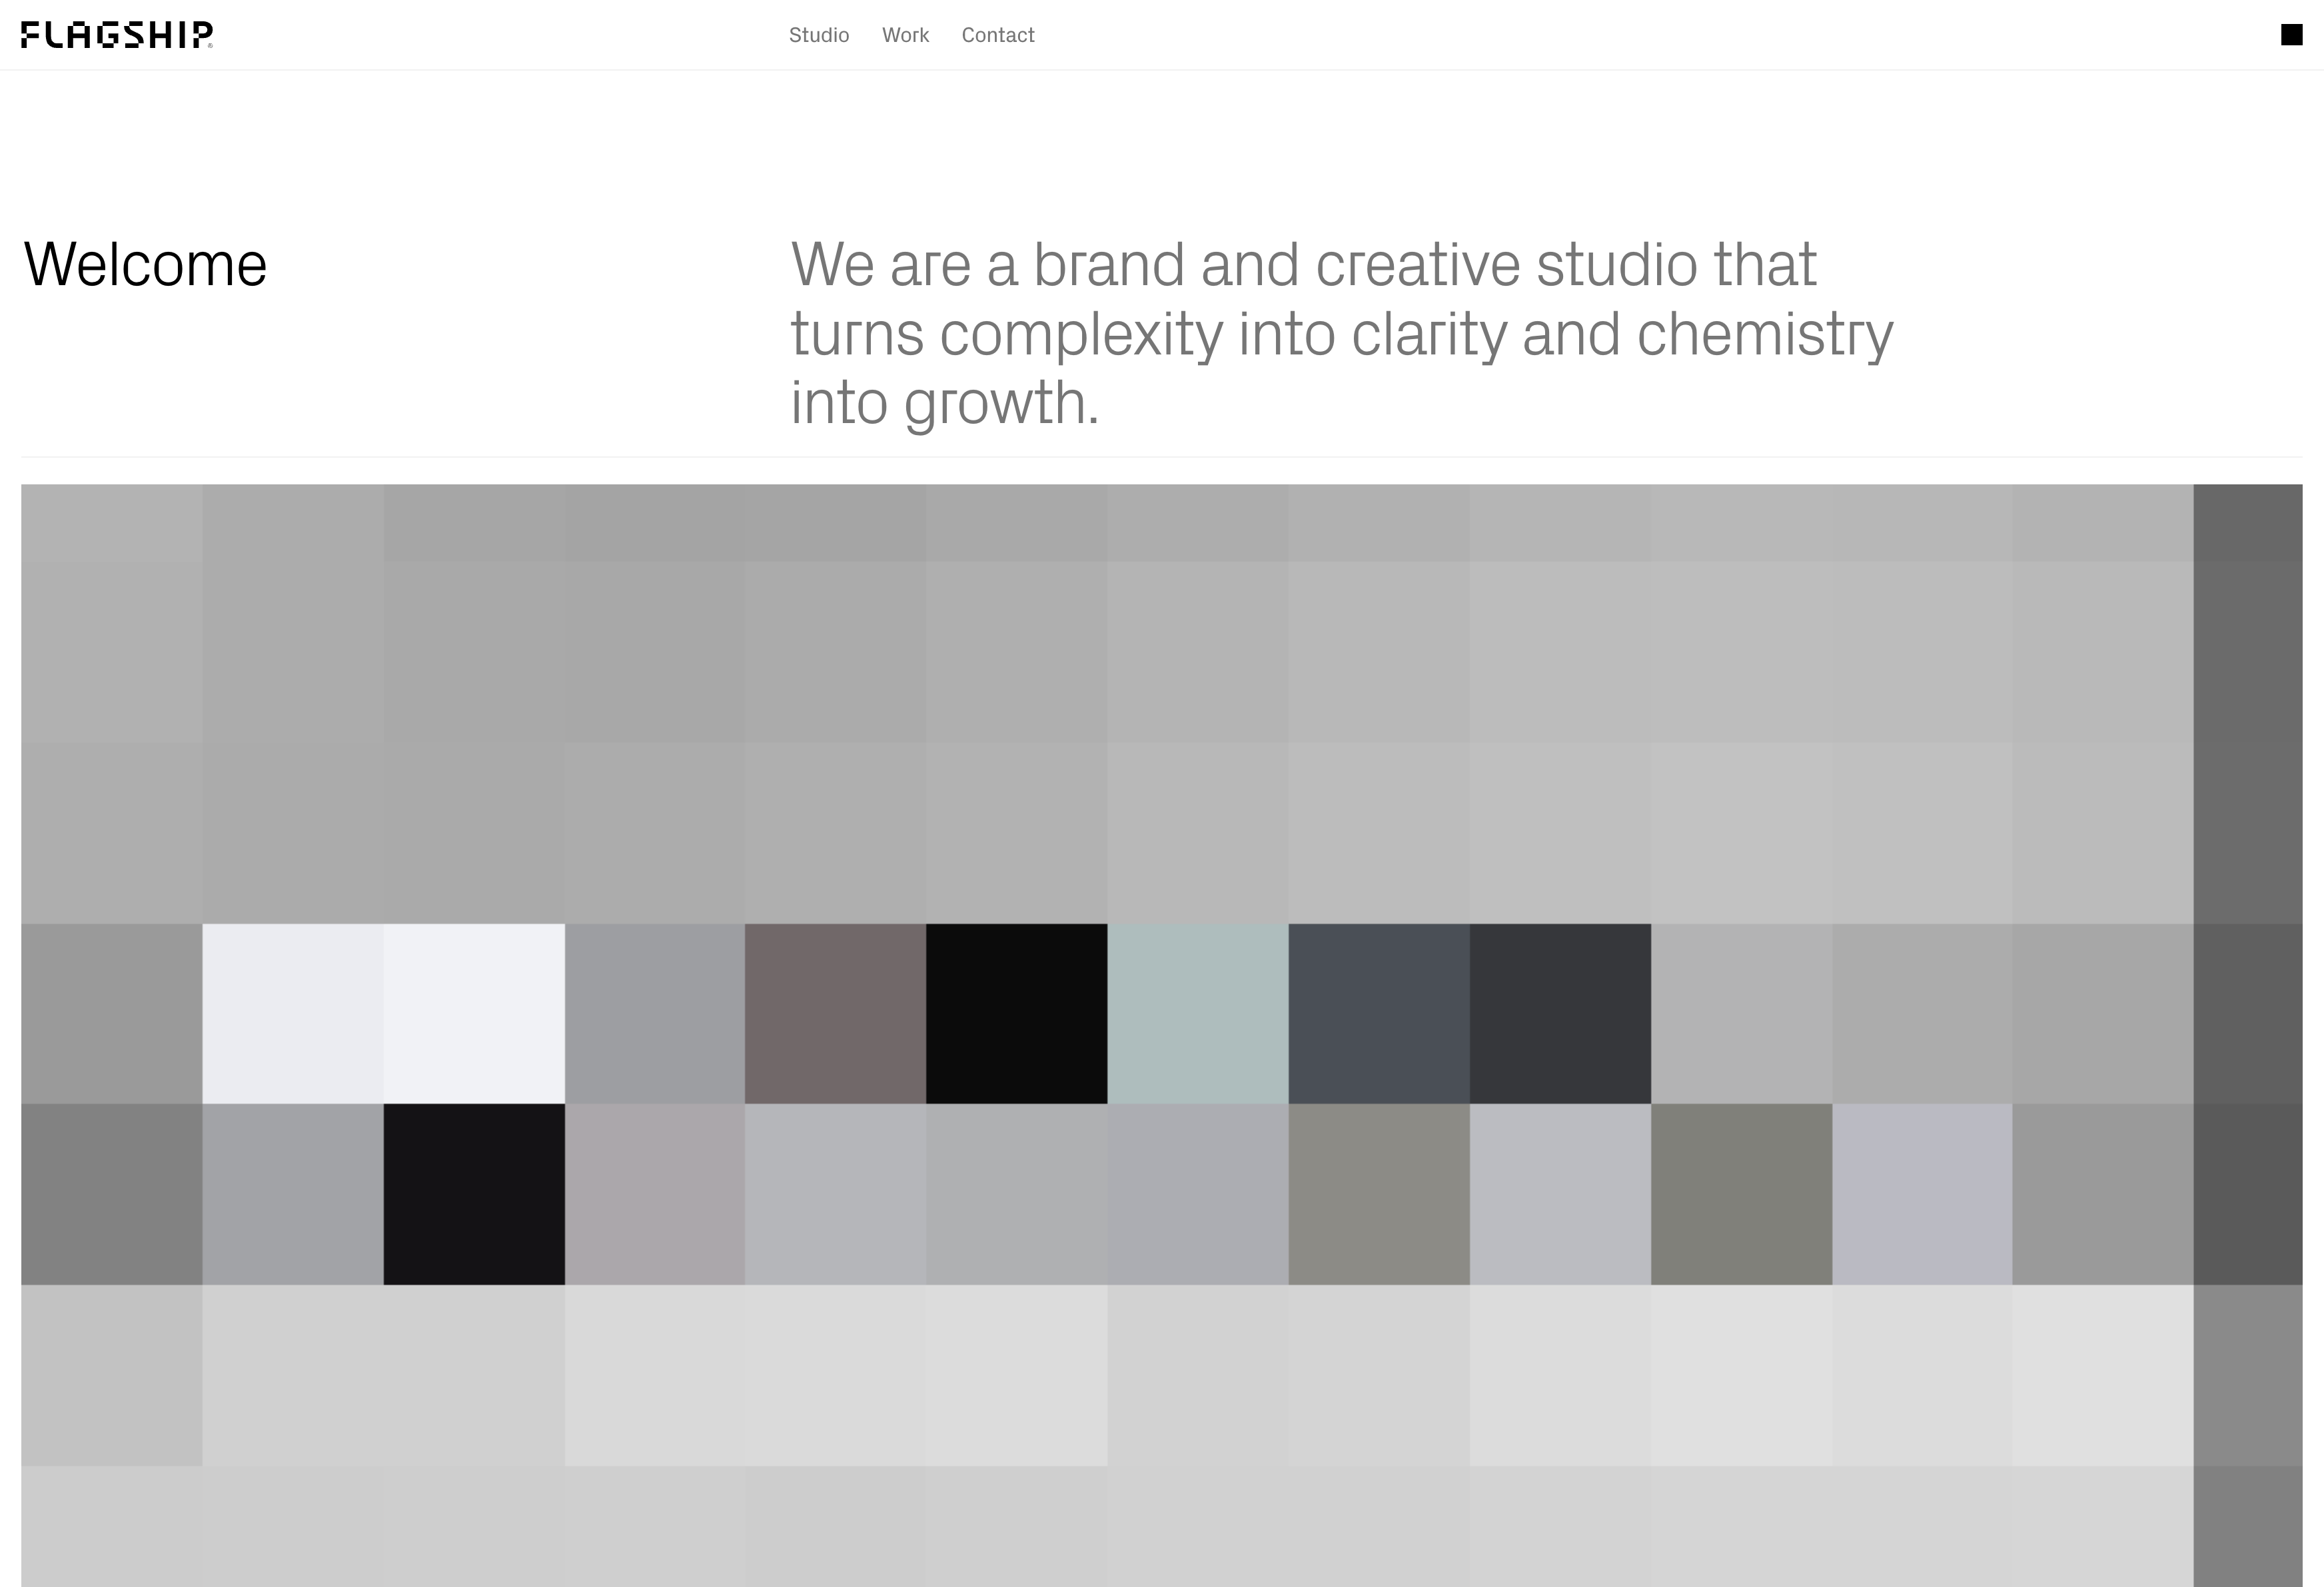 FLAGSHIP®
Studio Work Contact
Welcome
We are a brand and creative studio that
turns complexity into clarity and chemistry
into growth.